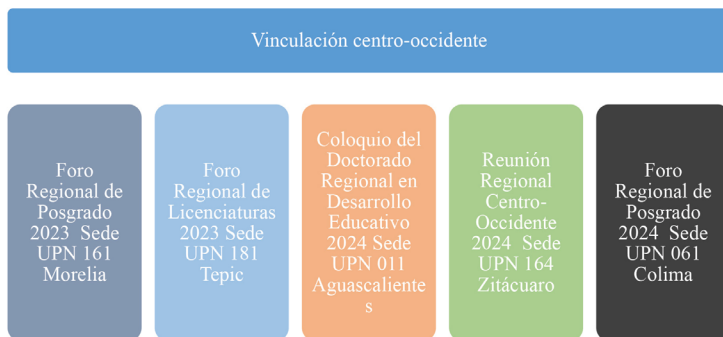 Vinculación centro-occidente
Foro
Regional de
Posgrado
2023  Sede
UPN 161
Morelia
Foro
Regional de
Licenciaturas
2023 Sede
UPN 181
Tepic
Coloquio del
Doctorado
Regional en
Desarrollo
Educativo
2024 Sede
UPN 011
Aguascaliente
s
Reunión
Regional
Centro-
Occidente
2024  Sede
UPN 164
Zitácuaro
Foro
Regional de
Posgrado
2024  Sede
UPN 061
Colima